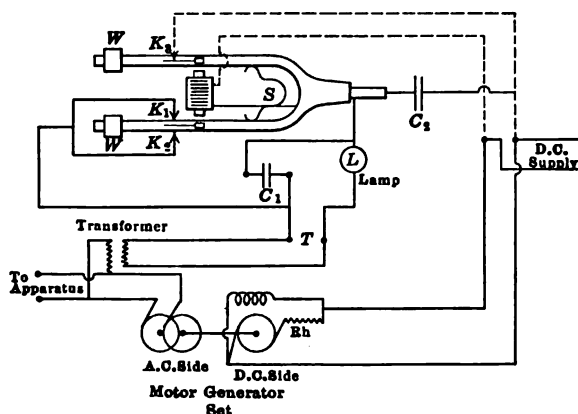 W
K3
S
K1
K2
W
C2
D.C.
Supply
L
Lamp
C1
Transformer
T
To
Apparatus
Rh
A.C.Side
D.C.Side
Motor Generator
Set